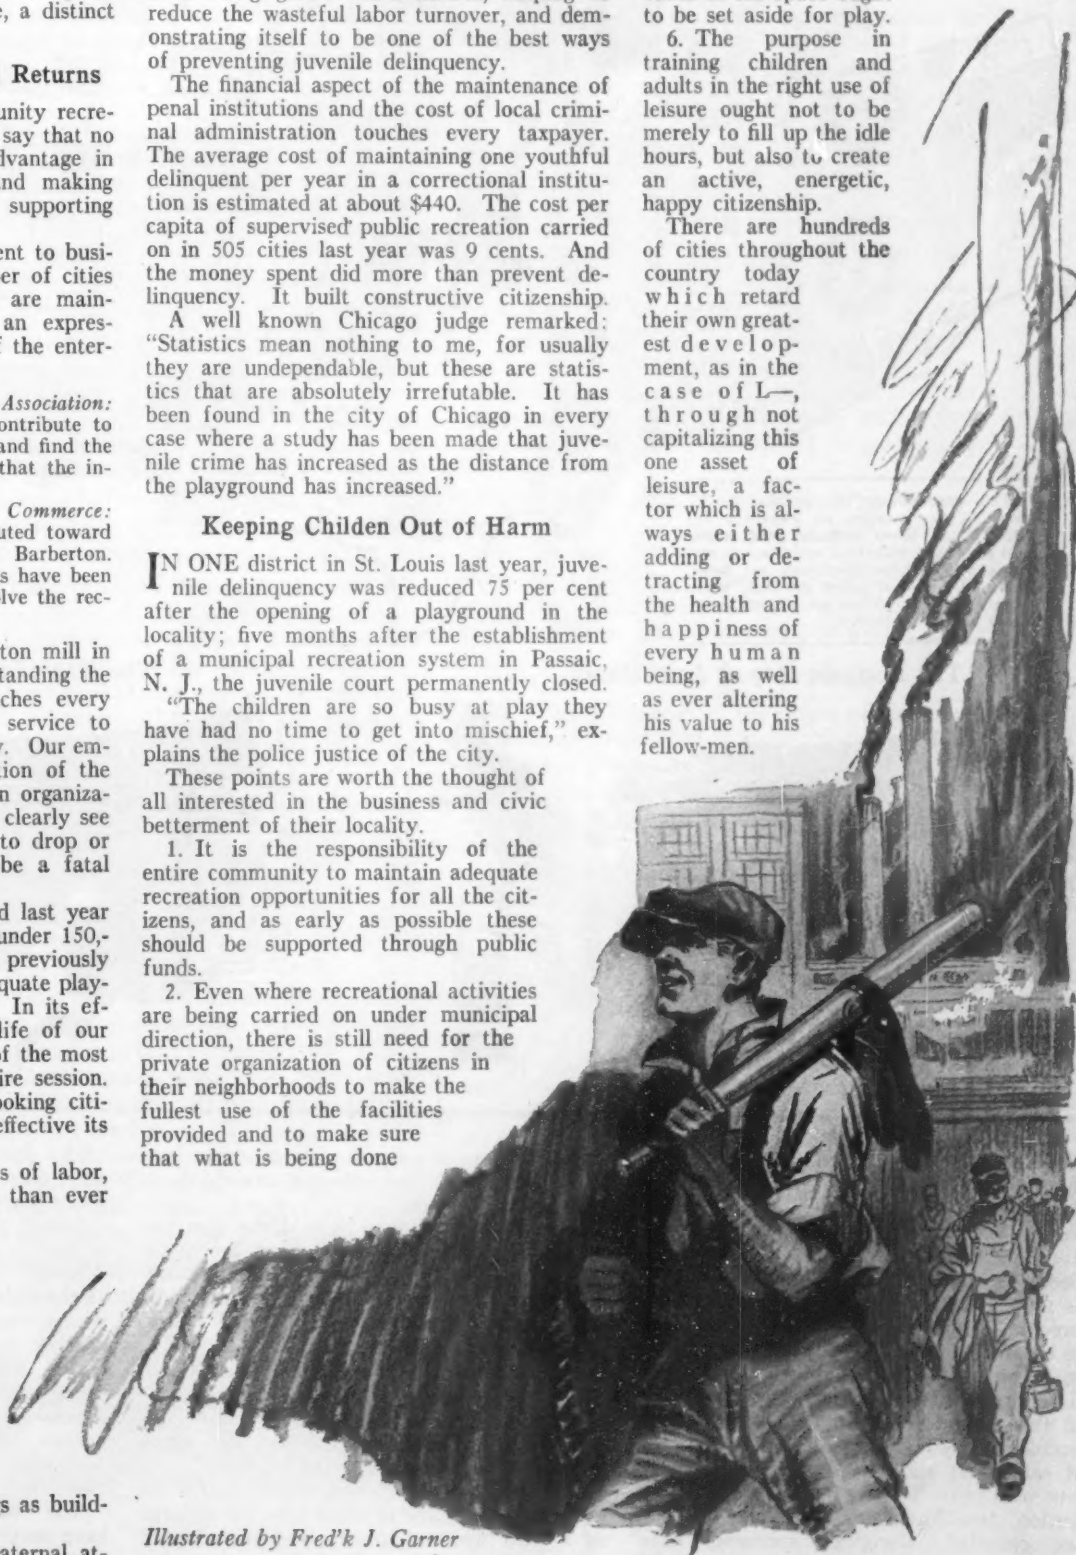 e, a distinct
Returns
unity recre-
say that no
dvantage in
nd making
supporting
ent to busi-
er of cities
are main-
an expres-
f the enter-
Association:
ontribute to
and find the
that the in-
Commerce:
uted toward
Barberton.
s have been
olve the rec-
ton mill in
tanding the
ches every
service to
y. Our em-
ion of the
n organiza-
clearly see
to drop or
be a fatal
d last year
under 150,-
previously
quate play-
In its ef-
life of our
of the most
ire session.
ooking citi-
effective its
s of labor,
than ever
s as build-
aternal at-
reduce the wasteful labor turnover, and dem-
onstrating itself to be one of the best ways
of preventing juvenile delinquency.
The financial aspect of the maintenance of
penal institutions and the cost of local crimi-
nal administration touches every taxpayer.
The average cost of maintaining one youthful
delinquent per year in a correctional institu-
tion is estimated at about $440. The cost per
capita of supervised public recreation carried
on in 505 cities last year was 9 cents. And
the money spent did more than prevent de-
linquency. It built constructive citizenship.
A well known Chicago judge remarked:
"Statistics mean nothing to me, for usually
they are undependable, but these are statis-
tics that are absolutely irrefutable. It has
been found in the city of Chicago in every
case where a study has been made that juve-
nile crime has increased as the distance from
the playground has increased."
Keeping Childen Out of Harm
IN ONE district in St. Louis last year, juve-
nile delinquency was reduced 75 per cent
after the opening of a playground in the
locality; five months after the establishment
of a municipal recreation system in Passaic,
N. J., the juvenile court permanently closed.
"The children are so busy at play they
have had no time to get into mischief," ex-
plains the police justice of the city.
These points are worth the thought of
all interested in the business and civic
betterment of their locality.
1. It is the responsibility of the
entire community to maintain adequate
recreation opportunities for all the cit-
izens, and as early as possible these
should be supported through public
funds.
2. Even where recreational activities
are being carried on under municipal
direction, there is still need for the
private organization of citizens in
their neighborhoods to make the
fullest use of the facilities
provided and to make sure
that what is being done
Illustrated by Fred'k J. Garner
to be set aside for play.
6. The purpose in
training children and
adults in the right use of
leisure ought not to be
merely to fill up the idle
hours, but also to create
an active, energetic,
happy citizenship.
There are hundreds
of cities throughout the
country today
which retard
their own great-
est develop-
ment, as in the
case of L—,
through not
capitalizing this
one asset of
leisure, a fac-
tor which is al-
ways either
adding or de-
tracting from
the health and
happiness of
every human
being, as well
as ever altering
his value to his
fellow-men.